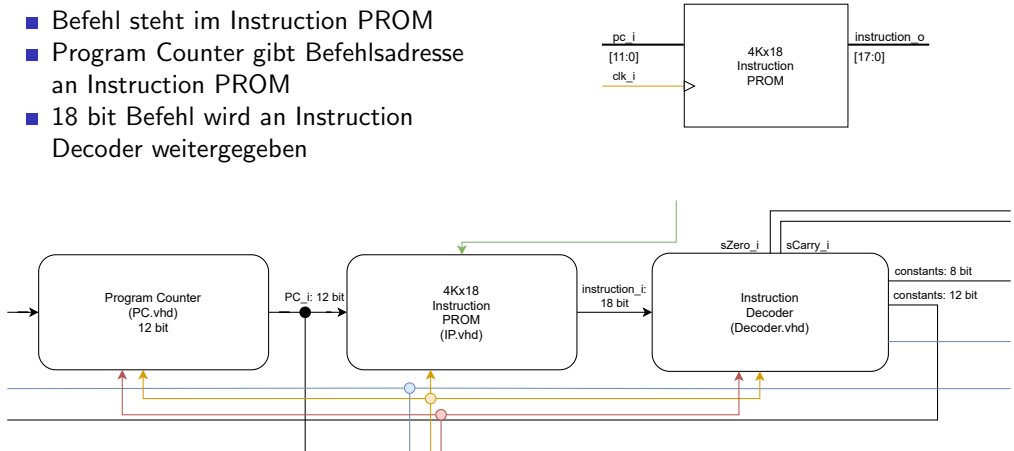 Befehl steht im Instruction PROM
Program Counter gibt Befehlsadresse
an Instruction PROM
18 bit Befehl wird an Instruction
Decoder weitergegeben
pc_i
[11:0]
clk_i
4Kx18
Instruction
PROM
instruction_o
[17:0]
sZero_i
sCarry_i
Program Counter
(PC.vhd)
12 bit
PC_i: 12 bit
4Kx18
Instruction
PROM
(IP.vhd)
instruction_i:
18 bit
Instruction
Decoder
(Decoder.vhd)
constants: 8 bit
constants: 12 bit